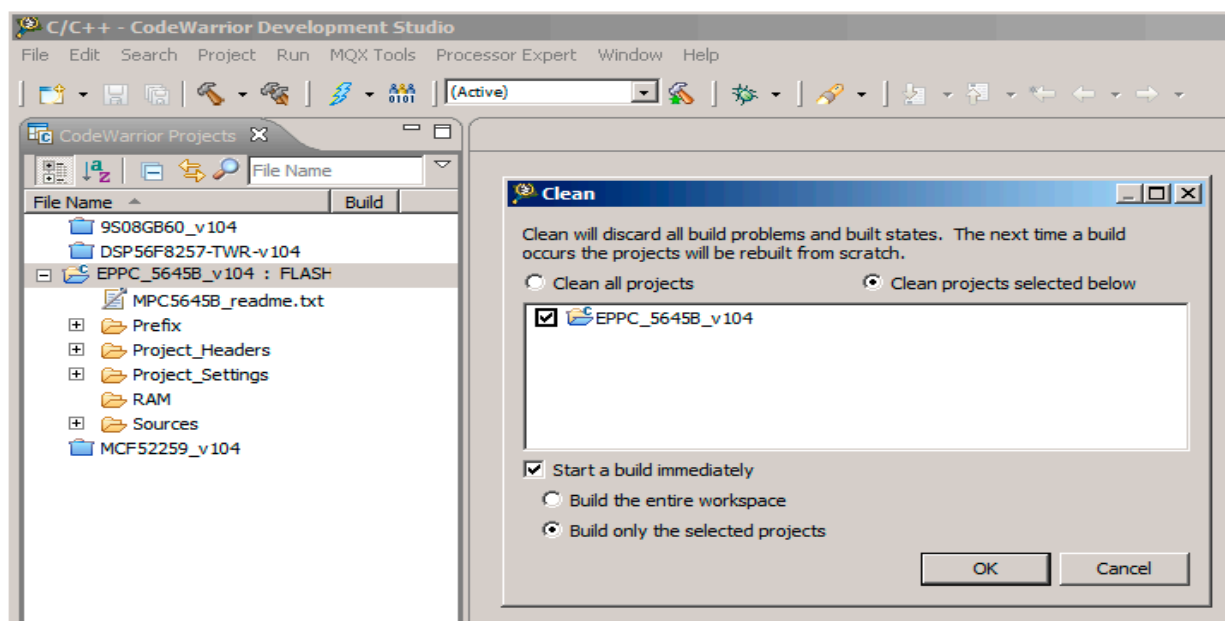 C/C++ - CodeWarrior Development Studio
File Edit Search Project Run MQX Tools Processor Expert Window Help
(Active)
CodeWarrior Projects
File Name
File Name Build
9S08GB60_v104
DSP56F8257-TWR-v104
EPPC_5645B_v104 : FLASH
MPC5645B_readme.txt
Prefix
Project_Headers
Project_Settings
RAM
Sources
MCF52259_v104
Clean
Clean will discard all build problems and built states. The next time a build
occurs the projects will be rebuilt from scratch.
Clean all projects Clean projects selected below
EPPC_5645B_v104
Start a build immediately
Build the entire workspace
Build only the selected projects
OK Cancel